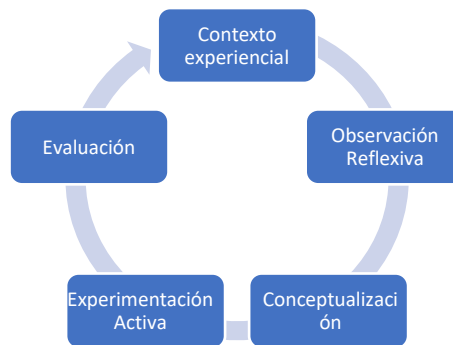 Contexto
experiencial
Observación
Reflexiva
Conceptualizaci
ón
Experimentación
Activa
Evaluación